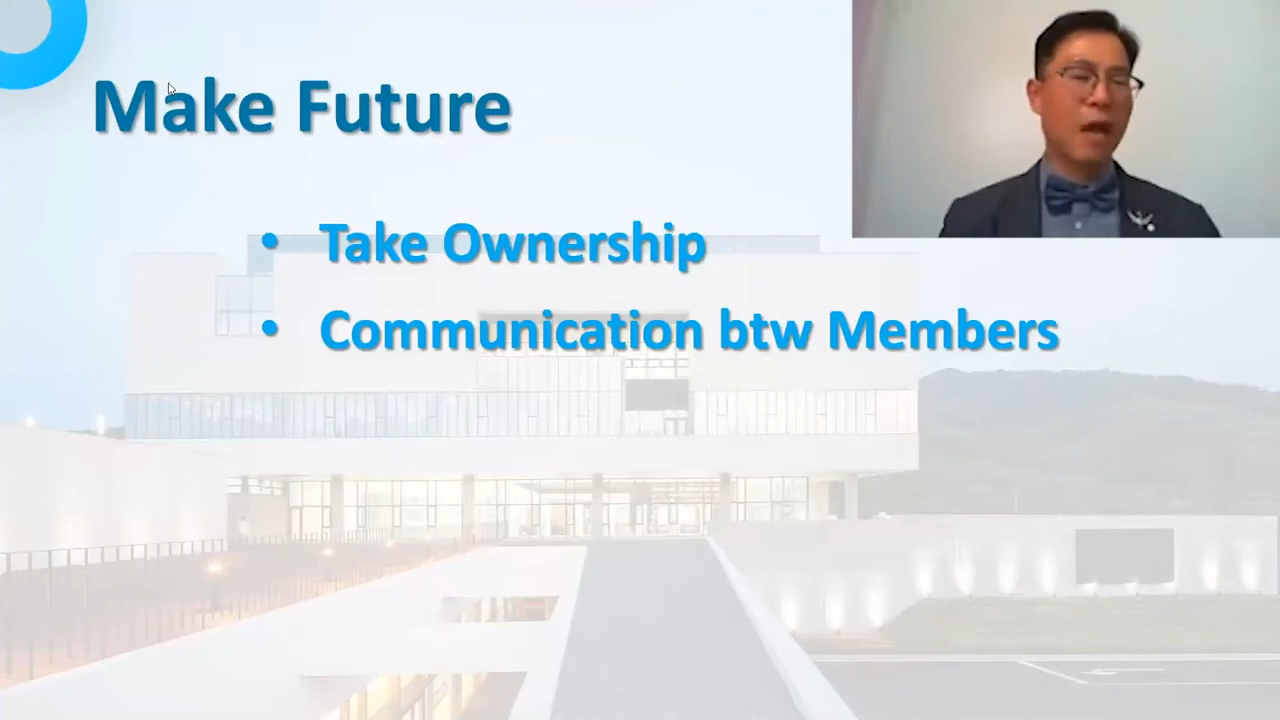 Make Future
• Take Ownership
• Communication btw Members